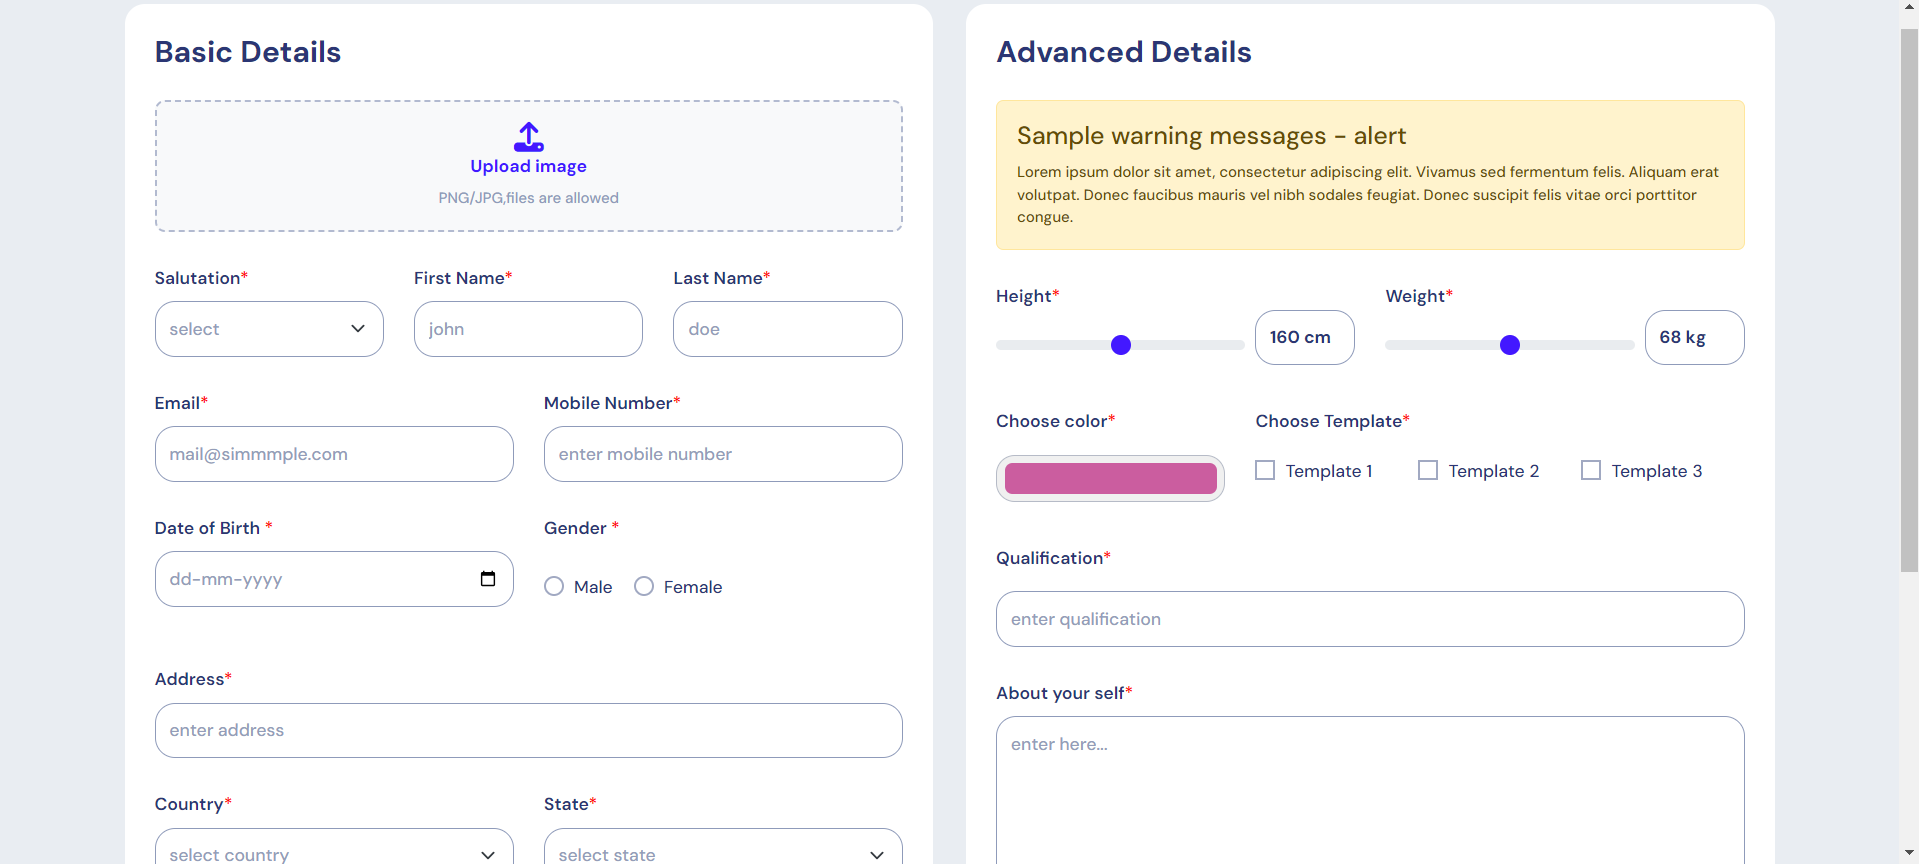 Basic Details
Upload image
PNG/JPG,files are allowed
Salutation*
First Name*
Last Name*
select
john
doe
Email*
Mobile Number*
mail@simmmple.com
enter mobile number
Date of Birth *
Gender *
dd-mm-yyyy
Male
Female
Address*
enter address
Country*
State*
select country
select state
Advanced Details
Sample warning messages - alert
Lorem ipsum dolor sit amet, consectetur adipiscing elit. Vivamus sed fermentum felis. Aliquam erat
volutpat. Donec faucibus mauris vel nibh sodales feugiat. Donec suscipit felis vitae orci porttitor
congue.
Height*
Weight*
160 cm
68 kg
Choose color*
Choose Template*
Template 1
Template 2
Template 3
Qualification*
enter qualification
About your self*
enter here...